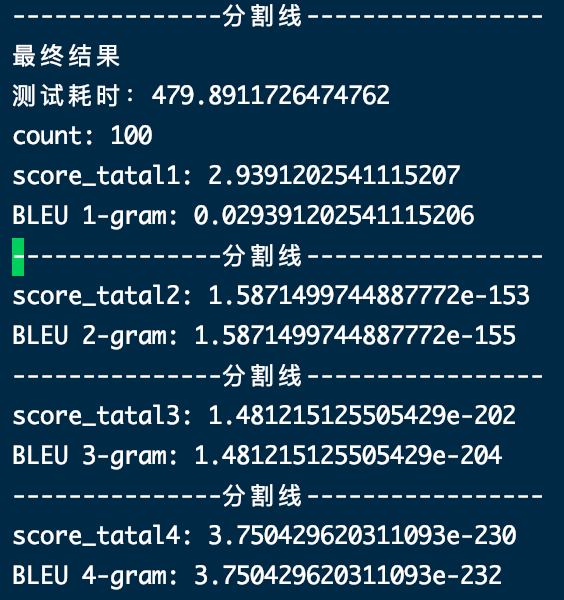 ---------------分割线-----------------
最终结果
测试耗时: 479.8911726474762
count: 100
score_tatal1: 2.9391202541115207
BLEU 1-gram: 0.029391202541115206
---------------分割线-----------------
score_tatal2: 1.5871499744887772e-153
BLEU 2-gram: 1.5871499744887772e-155
---------------分割线-----------------
score_tatal3: 1.481215125505429e-202
BLEU 3-gram: 1.481215125505429e-204
---------------分割线-----------------
score_tatal4: 3.750429620311093e-230
BLEU 4-gram: 3.750429620311093e-232